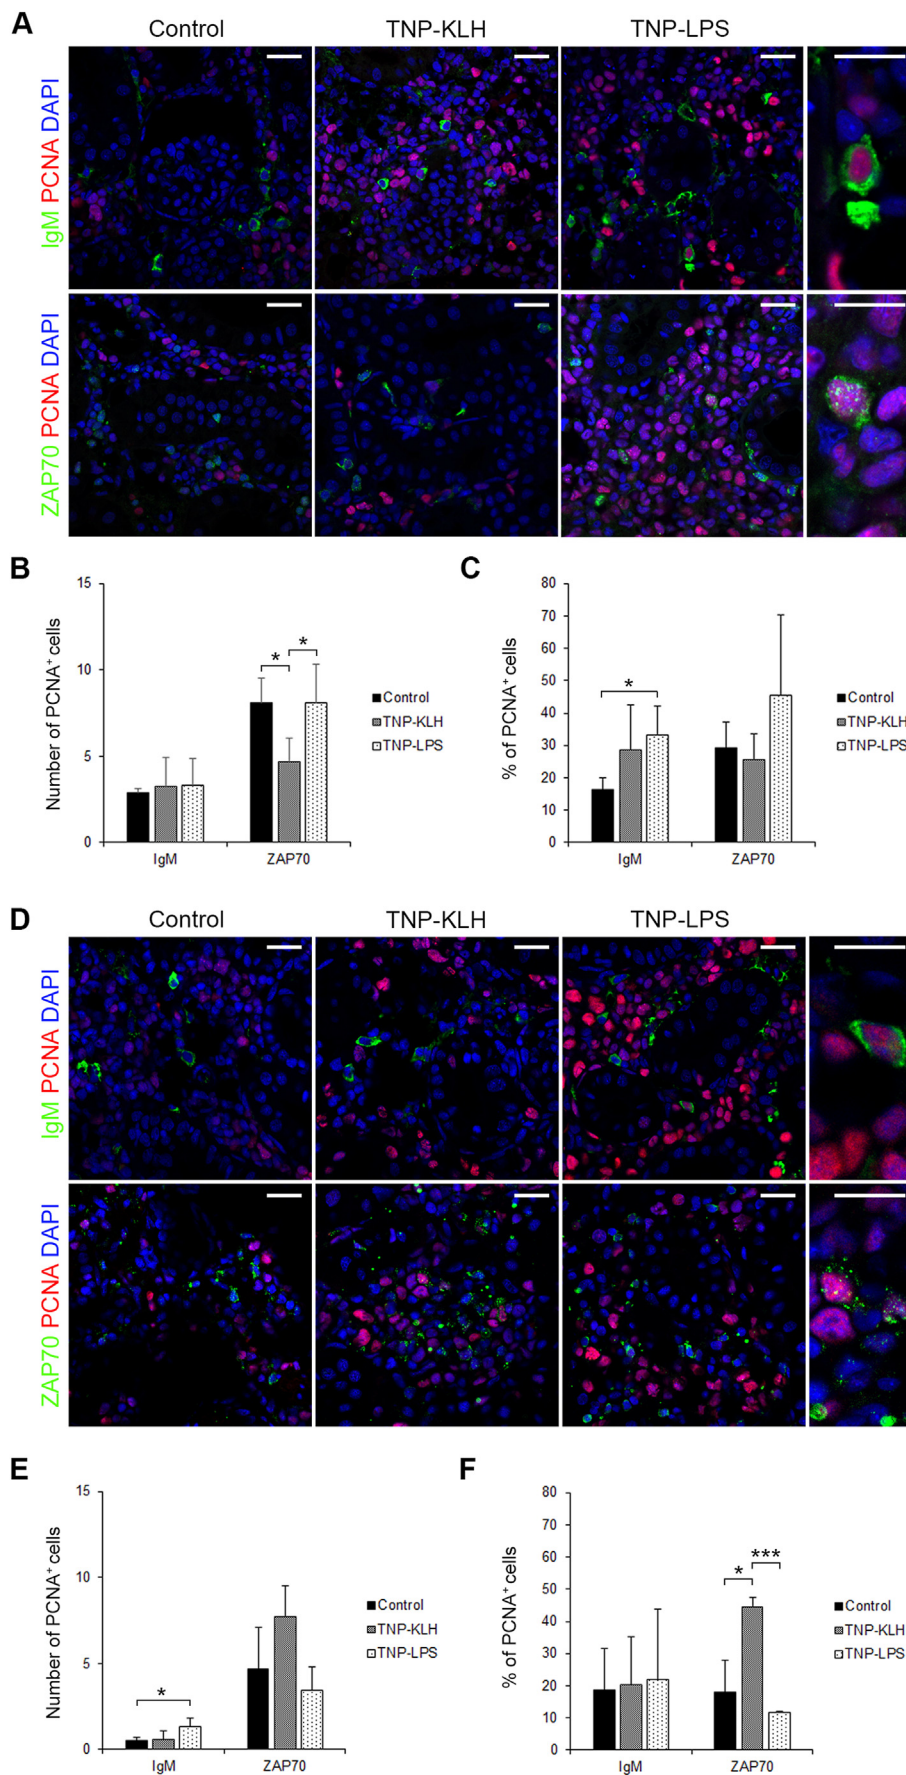 A
Control TNP-KLH TNP-LPS
IgM PCNA DAPI
ZAP70 PCNA DAPI
B
Number of PCNA⁺ cells
15
10
5
0
IgM ZAP70
* *
Control
TNP-KLH
TNP-LPS
C
% of PCNA⁺ cells
80
70
60
50
40
30
20
10
0
IgM ZAP70
*
Control
TNP-KLH
TNP-LPS
D
Control TNP-KLH TNP-LPS
IgM PCNA DAPI
ZAP70 PCNA DAPI
E
Number of PCNA⁺ cells
15
10
5
0
IgM ZAP70
*
Control
TNP-KLH
TNP-LPS
F
% of PCNA⁺ cells
80
70
60
50
40
30
20
10
0
IgM ZAP70
* ***
Control
TNP-KLH
TNP-LPS